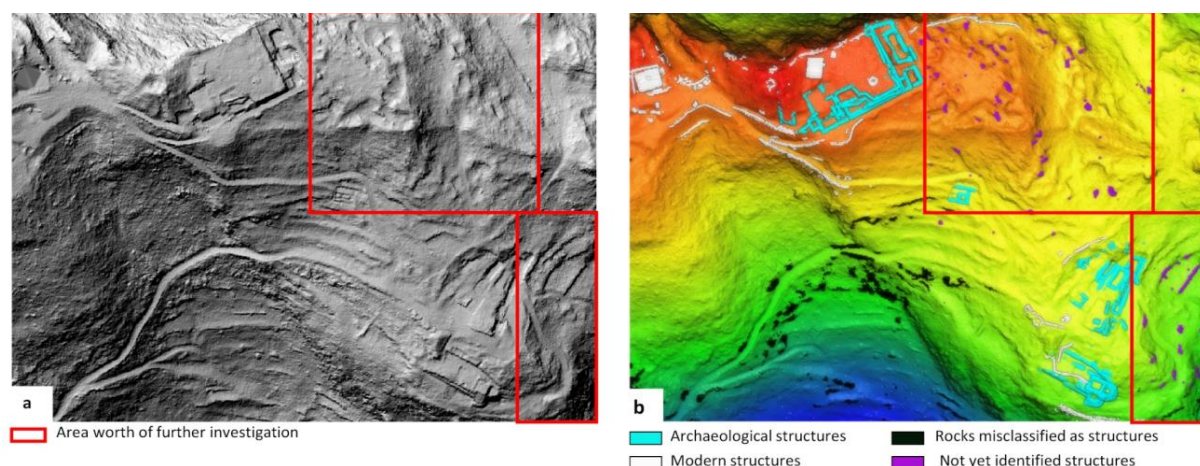 a
b
Area worth of further investigation
Archaeological structures
Rocks misclassified as structures
Modern structures
Not yet identified structures